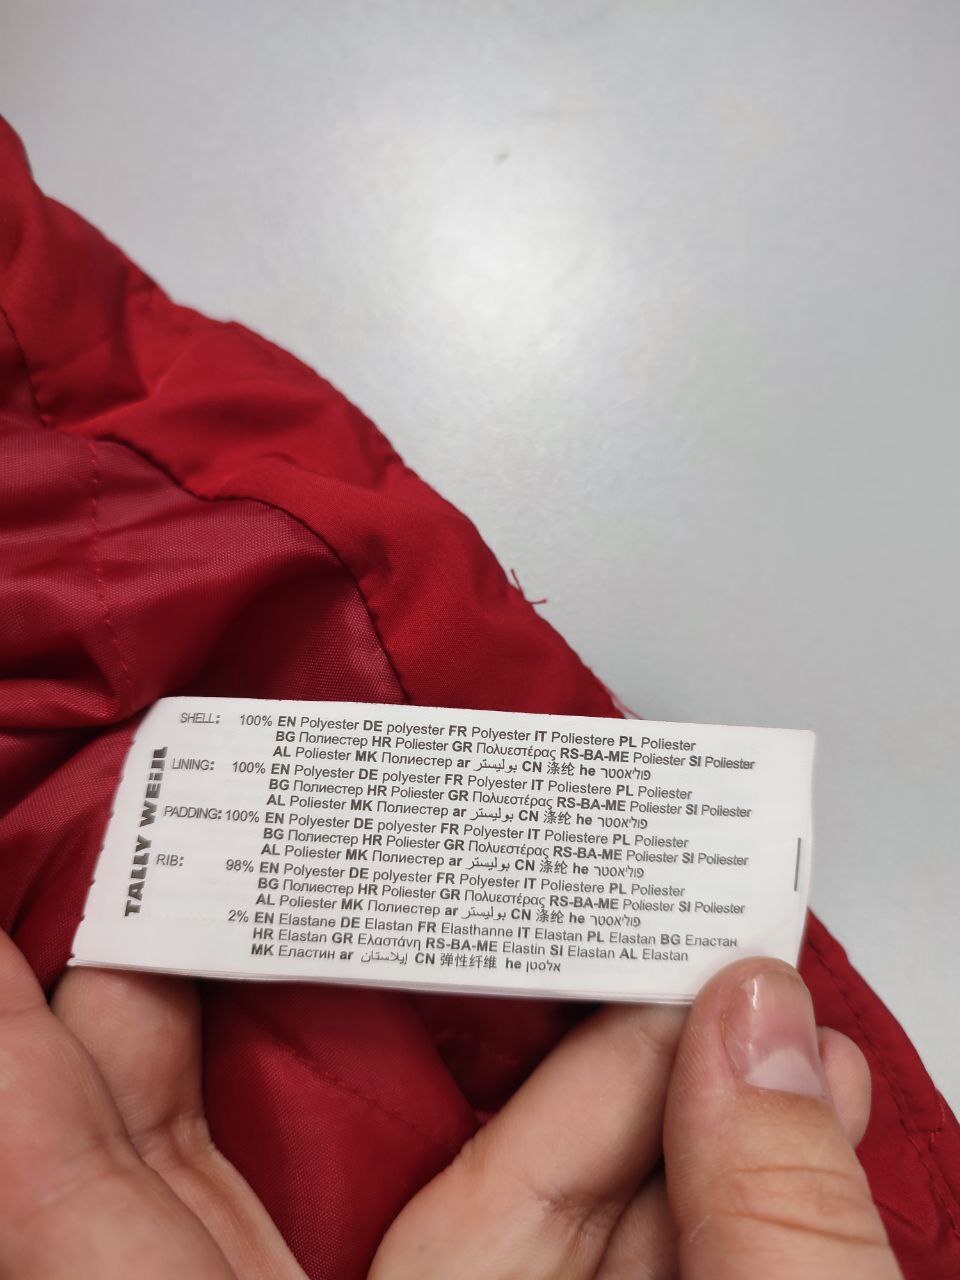 TALLY WEiJL
SHELL: 100% EN Polyester DE polyester FR Polyester IT Poliestere PL Poliester
BG Полиестер HR Poliester GR Πολυεστέρας RS-BA-ME Poliester SI Poliester
AL Poliester MK Полиестер ar بوليستر CN 涤纶 he פוליאסטר
LINING: 100% EN Polyester DE polyester FR Polyester IT Poliestere PL Poliester
BG Полиестер HR Poliester GR Πολυεστέρας RS-BA-ME Poliester SI Poliester
AL Poliester MK Полиестер ar بوليستر CN 涤纶 he פוליאסטר
PADDING: 100% EN Polyester DE polyester FR Polyester IT Poliestere PL Poliester
BG Полиестер HR Poliester GR Πολυεστέρας RS-BA-ME Poliester SI Poliester
AL Poliester MK Полиестер ar بوليستر CN 涤纶 he פוליאסטר
RIB: 98% EN Polyester DE polyester FR Polyester IT Poliestere PL Poliester
BG Полиестер HR Poliester GR Πολυεστέρας RS-BA-ME Poliester SI Poliester
AL Poliester MK Полиестер ar بوليستر CN 涤纶 he פוליאסטר
2% EN Elastane DE Elastan FR Elasthanne IT Elastan PL Elastan BG Еластан
HR Elastan GR Ελαστάνη RS-BA-ME Elastin SI Elastan AL Elastan
MK Еластин ar إيلاستان CN 弹性纤维 he אלסטן